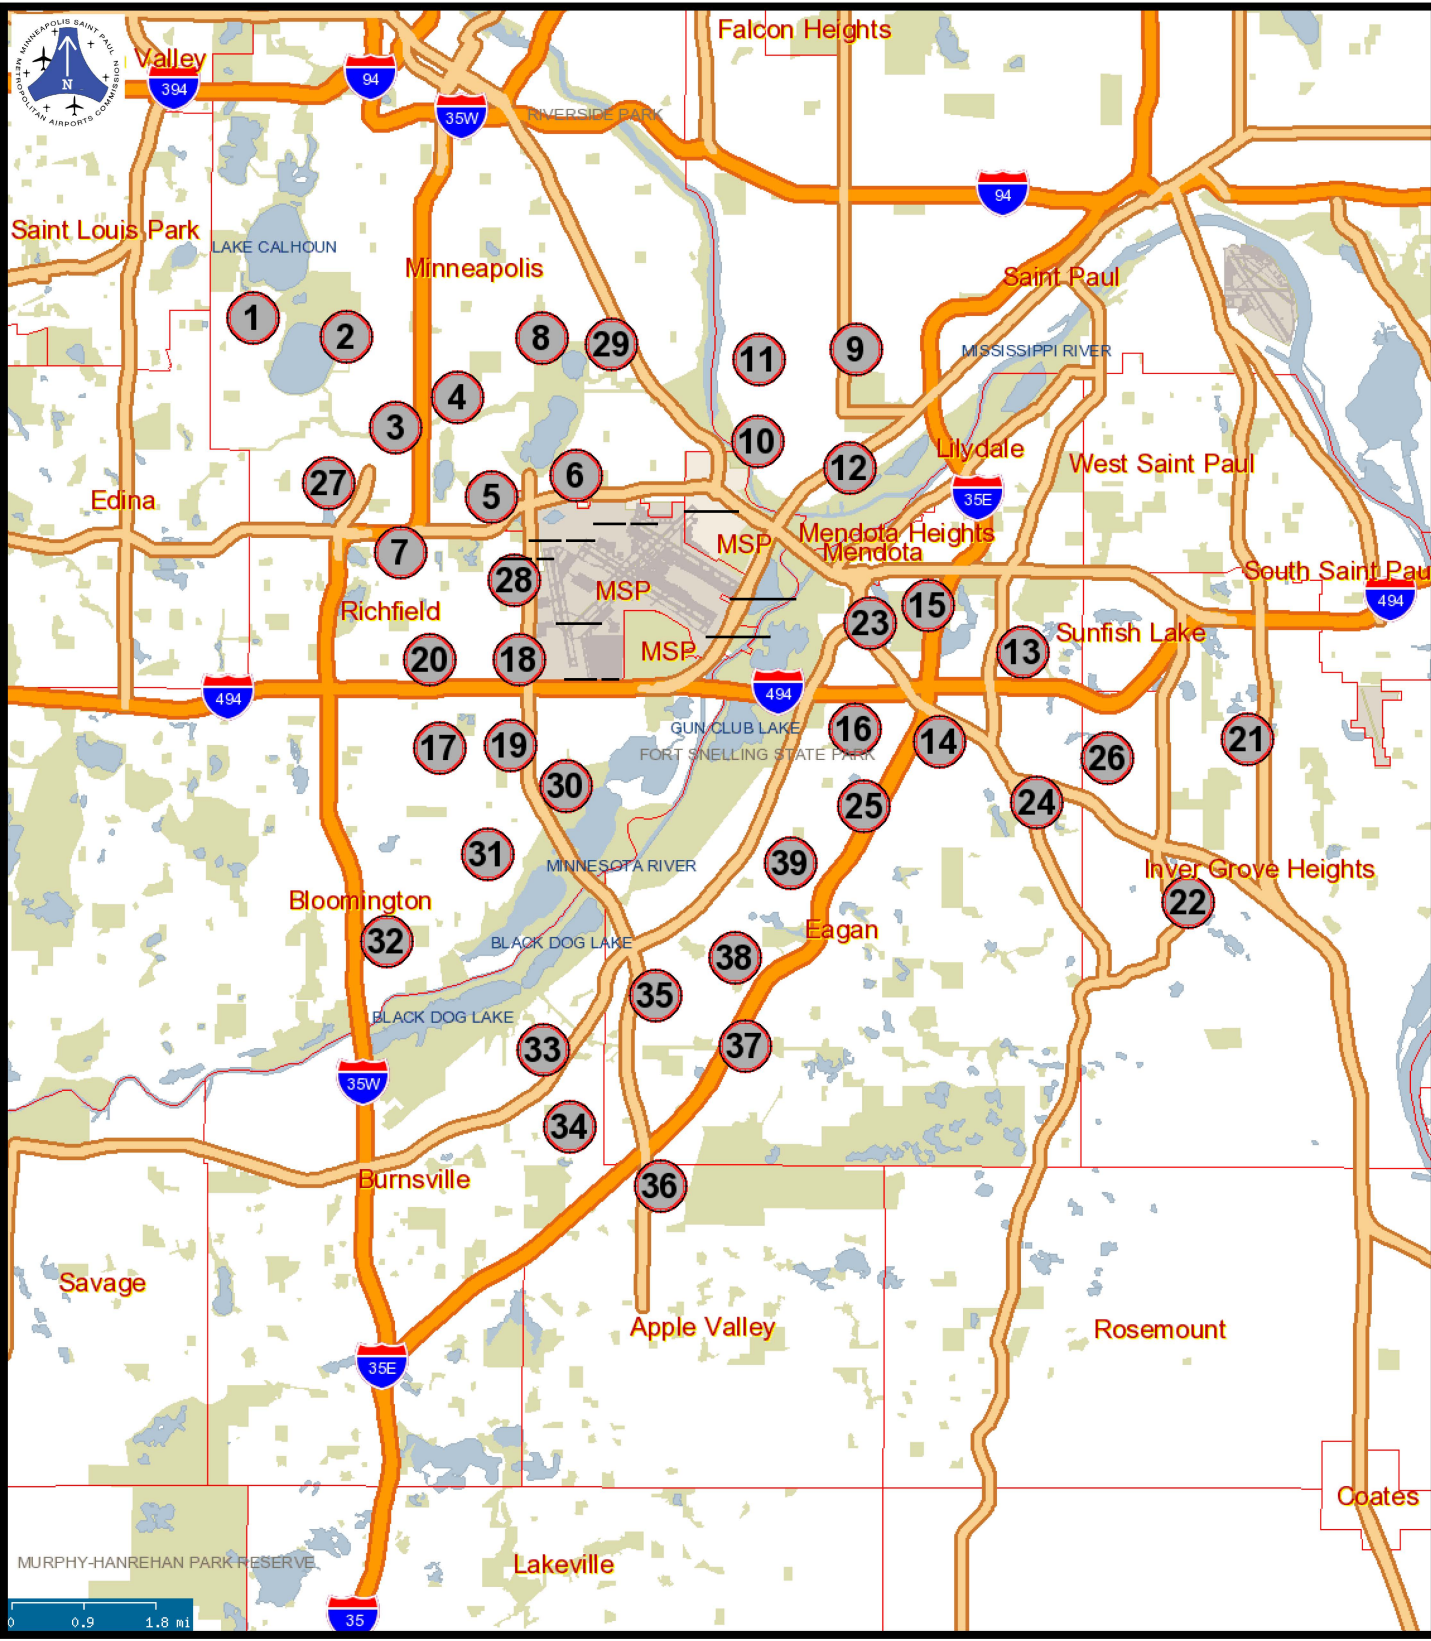 MINNEAPOLIS SAINT PAUL
METROPOLITAN AIRPORTS COMMISSION
N
Falcon Heights
Valley
394
94
35W
RIVERSIDE PARK
94
Saint Louis Park
LAKE CALHOUN
Minneapolis
Saint Paul
1
2
8
29
11
9
MISSISSIPPI RIVER
4
3
10
12
Lilydale
West Saint Paul
27
5
6
35E
Edina
7
MSP
Mendota Heights
Mendota
28
MSP
South Saint Pau
494
Richfield
23
15
Sunfish Lake
20
18
MSP
13
494
494
17
19
GUN CLUB LAKE
16
14
21
FORT SNELLING STATE PARK
26
30
25
24
31
MINNESOTA RIVER
39
Inver Grove Heights
Bloomington
22
32
BLACK DOG LAKE
Eagan
38
35
BLACK DOG LAKE
33
37
35W
34
Burnsville
36
Savage
Apple Valley
Rosemount
35E
Coates
MURPHY-HANREHAN PARK RESERVE
Lakeville
0 0.9 1.8 mi
35